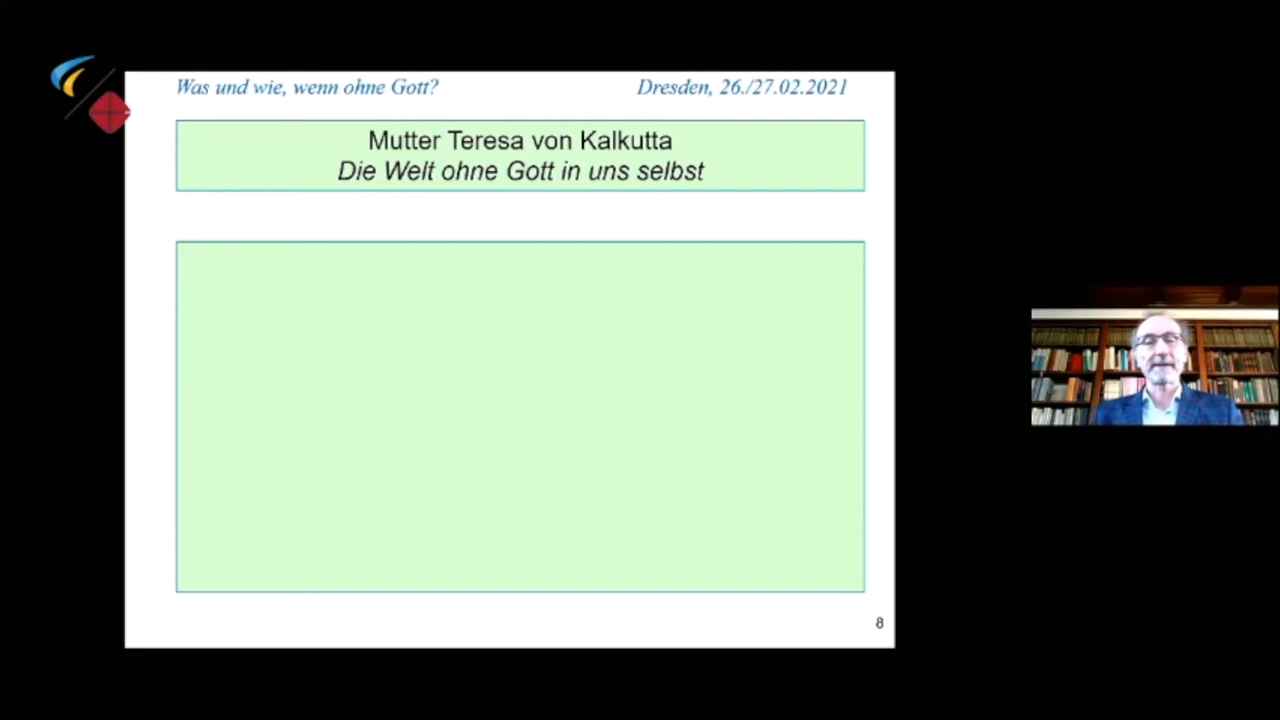 Was und wie, wenn ohne Gott?
Dresden, 26./27.02.2021
Mutter Teresa von Kalkutta
Die Welt ohne Gott in uns selbst
8